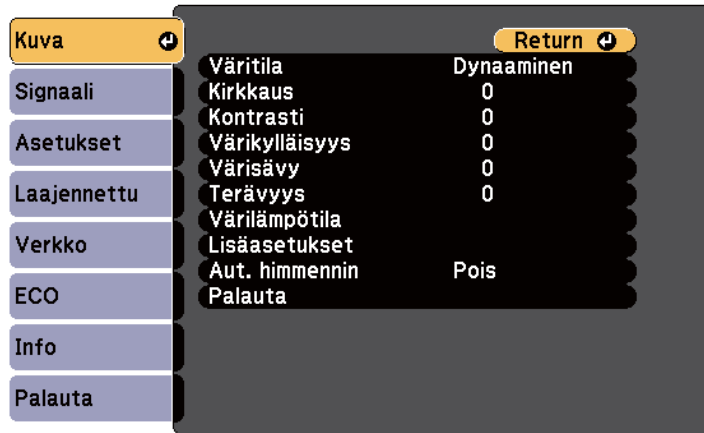 Kuva
Signaali
Asetukset
Laajennettu
Verkko
ECO
Info
Palauta
Return
Väritila Dynaaminen
Kirkkaus 0
Kontrasti 0
Värikylläisyys 0
Värisävy 0
Terävyys 0
Värilämpötila
Lisäasetukset
Aut. himmennin Pois
Palauta